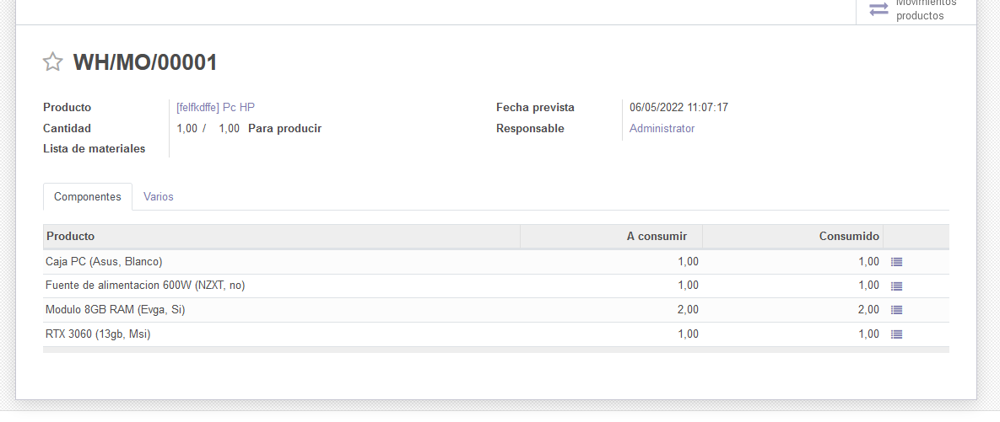 Movimientos
productos
WH/MO/00001
Producto [felfkdffe] Pc HP Fecha prevista 06/05/2022 11:07:17
Cantidad 1,00 / 1,00 Para producir Responsable Administrator
Lista de materiales
Componentes Varios
Producto A consumir Consumido
Caja PC (Asus, Blanco) 1,00 1,00
Fuente de alimentacion 600W (NZXT, no) 1,00 1,00
Modulo 8GB RAM (Evga, Si) 2,00 2,00
RTX 3060 (13gb, Msi) 1,00 1,00